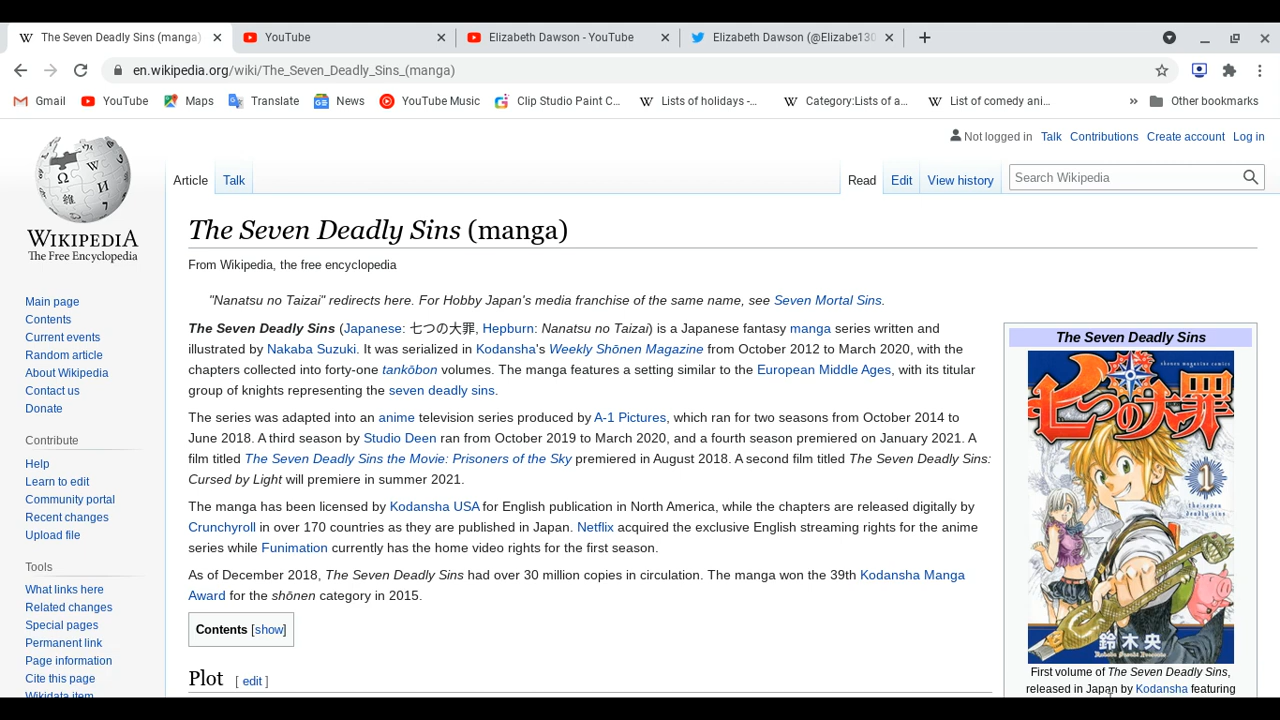 The Seven Deadly Sins (manga)
YouTube
Elizabeth Dawson - YouTube
Elizabeth Dawson (@Elizabe130
en.wikipedia.org/wiki/The_Seven_Deadly_Sins_(manga)
Gmail
YouTube
Maps
Translate
News
YouTube Music
Clip Studio Paint C...
Lists of holidays -...
Category:Lists of a...
List of comedy ani...
»
Other bookmarks
Not logged in Talk Contributions Create account Log in
Article Talk
Read Edit View history
Search Wikipedia
WIKIPEDIA
The Free Encyclopedia
Main page
Contents
Current events
Random article
About Wikipedia
Contact us
Donate
Contribute
Help
Learn to edit
Community portal
Recent changes
Upload file
Tools
What links here
Related changes
Special pages
Permanent link
Page information
Cite this page
Wikidata item
The Seven Deadly Sins (manga)
From Wikipedia, the free encyclopedia
"Nanatsu no Taizai" redirects here. For Hobby Japan's media franchise of the same name, see Seven Mortal Sins.
The Seven Deadly Sins (Japanese: 七つの大罪, Hepburn: Nanatsu no Taizai) is a Japanese fantasy manga series written and
illustrated by Nakaba Suzuki. It was serialized in Kodansha's Weekly Shōnen Magazine from October 2012 to March 2020, with the
chapters collected into forty-one tankōbon volumes. The manga features a setting similar to the European Middle Ages, with its titular
group of knights representing the seven deadly sins.
The series was adapted into an anime television series produced by A-1 Pictures, which ran for two seasons from October 2014 to
June 2018. A third season by Studio Deen ran from October 2019 to March 2020, and a fourth season premiered on January 2021. A
film titled The Seven Deadly Sins the Movie: Prisoners of the Sky premiered in August 2018. A second film titled The Seven Deadly Sins:
Cursed by Light will premiere in summer 2021.
The manga has been licensed by Kodansha USA for English publication in North America, while the chapters are released digitally by
Crunchyroll in over 170 countries as they are published in Japan. Netflix acquired the exclusive English streaming rights for the anime
series while Funimation currently has the home video rights for the first season.
As of December 2018, The Seven Deadly Sins had over 30 million copies in circulation. The manga won the 39th Kodansha Manga
Award for the shōnen category in 2015.
Contents [show]
Plot [ edit ]
The Seven Deadly Sins
shonen magazine comics
七つの大罪
1
the seven
deadly sins
鈴木央
Nakaba Suzuki Presents
First volume of The Seven Deadly Sins,
released in Japan by Kodansha featuring